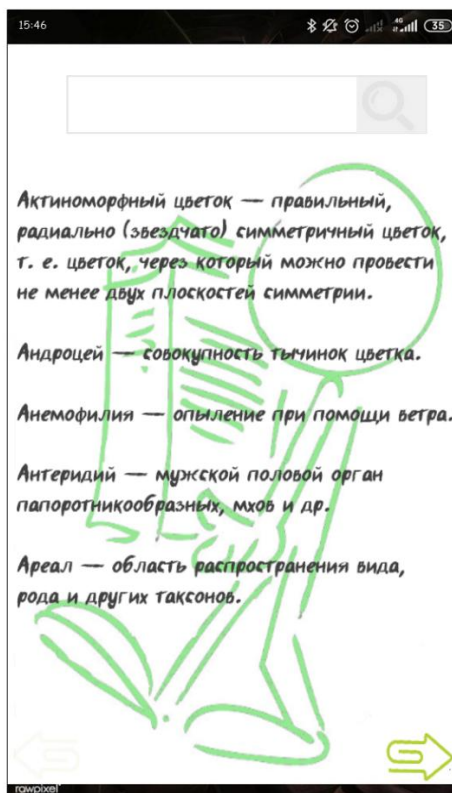 15:46
4G
35
Актиноморфный цветок — правильный,
радиально (звездчато) симметричный цветок,
т. е. цветок, через который можно провести
не менее двух плоскостей симметрии.
Андроцей — совокупность тычинок цветка.
Анемофилия — опыление при помощи ветра.
Антеридий — мужской половой орган
папоротникообразных, мхов и др.
Ареал — область распространения вида,
рода и других таксонов.
rawpixel